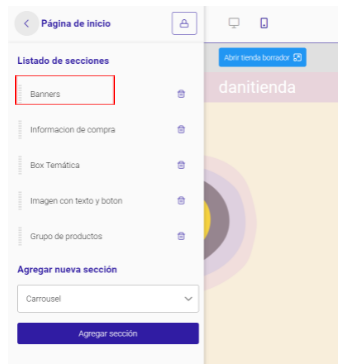 Página de inicio
Abrir tienda borrador
Listado de secciones
danitienda
Banners
Informacion de compra
Box Temática
Imagen con texto y boton
Grupo de productos
Agregar nueva sección
Carrousel
Agregar sección